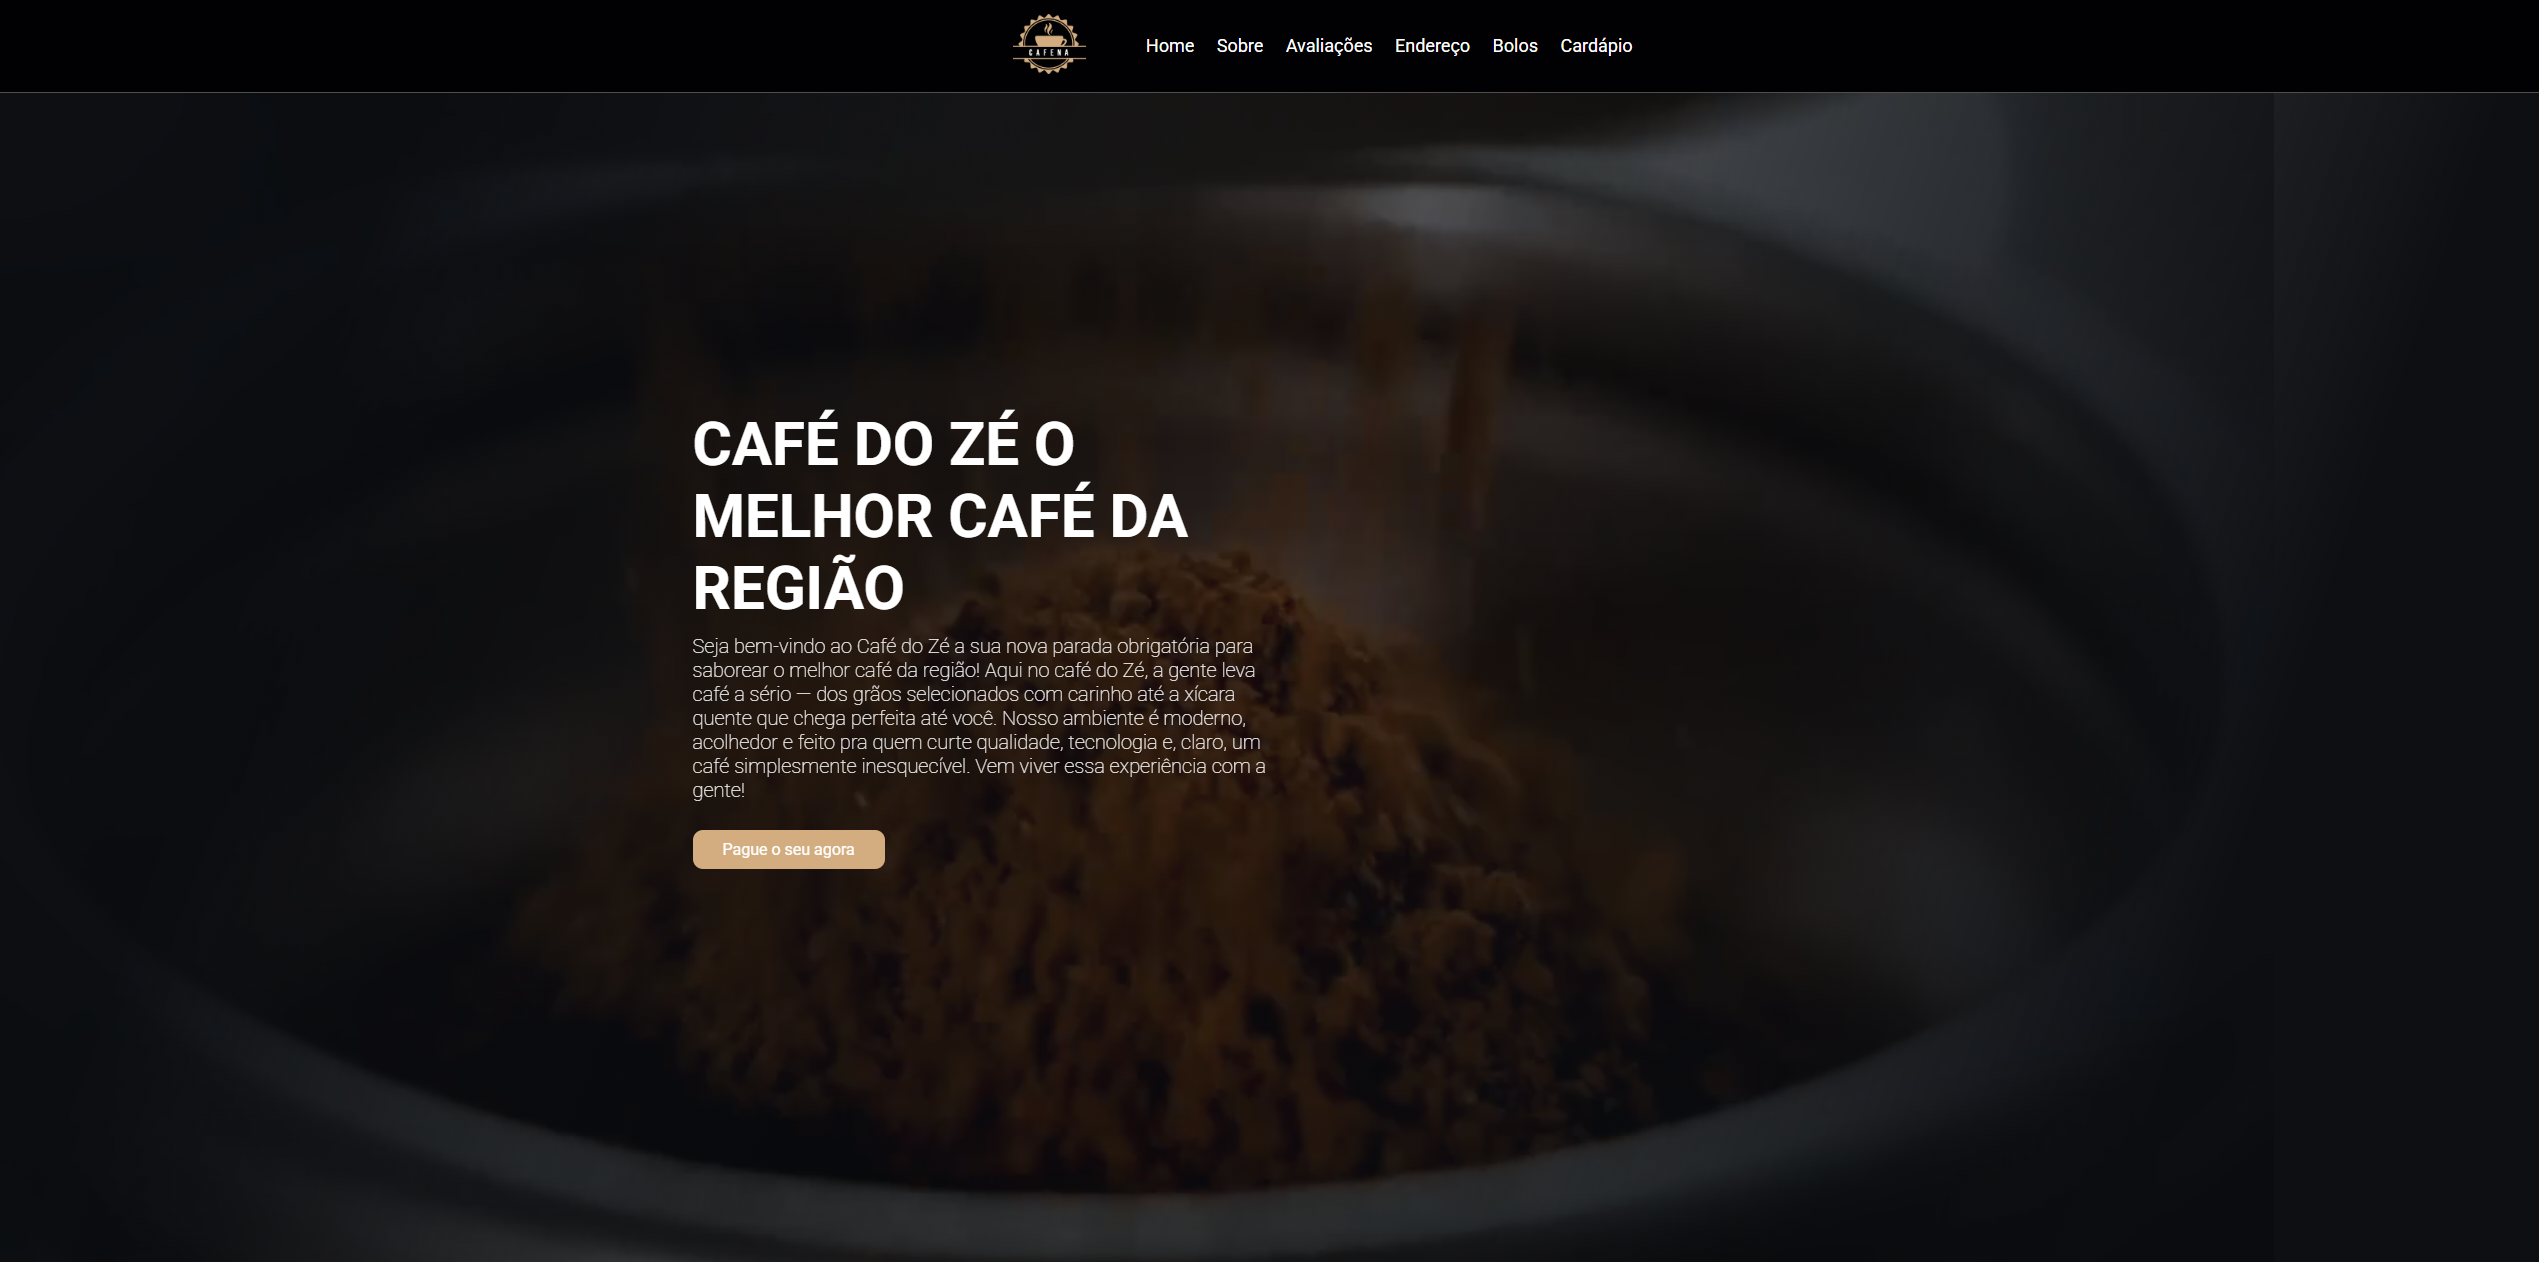 CAFENA
Home Sobre Avaliações Endereço Bolos Cardápio
CAFÉ DO ZÉ O
MELHOR CAFÉ DA
REGIÃO
Seja bem-vindo ao Café do Zé a sua nova parada obrigatória para
saborear o melhor café da região! Aqui no café do Zé, a gente leva
café a sério — dos grãos selecionados com carinho até a xícara
quente que chega perfeita até você. Nosso ambiente é moderno,
acolhedor e feito pra quem curte qualidade, tecnologia e, claro, um
café simplesmente inesquecível. Vem viver essa experiência com a
gente!
Pague o seu agora